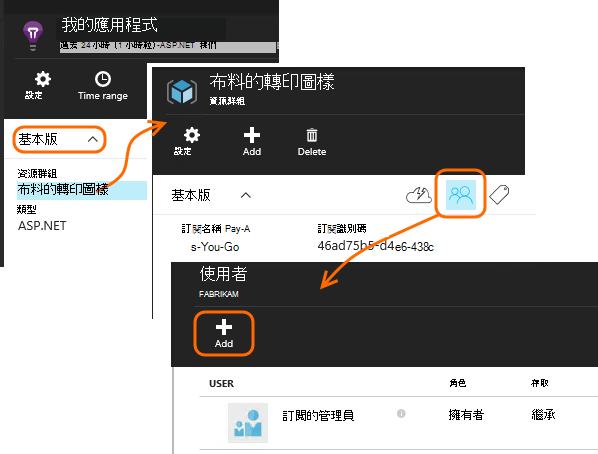 我的應用程式
過去 24 小時 (1 小時粒)-ASP.NET 我們
設定
Time range
基本版
資源群組
布料的轉印圖樣
類型
ASP.NET
布料的轉印圖樣
資源群組
設定
Add
Delete
基本版
訂閱名稱 Pay-A
s-You-Go
訂閱識別碼
46ad75b5-d4e6-438c
使用者
FABRIKAM
Add
USER
角色
存取
訂閱的管理員
擁有者
繼承